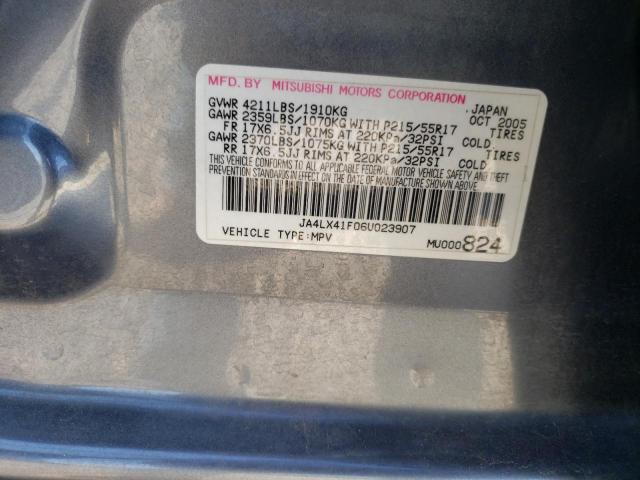 MFD. BY MITSUBISHI MOTORS CORPORATION
JAPAN
GVWR 4211LBS/1910KG OCT 2005
GAWR 2359LBS/1070KG WITH P215/55R17 TIRES
FR 17X6.5JJ RIMS AT 220KPa/32PSI COLD.
GAWR 2370LBS/1075KG WITH P215/55R17 TIRES
RR 17X6.5JJ RIMS AT 220KPa/32PSI COLD.
THIS VEHICLE CONFORMS TO ALL APPLICABLE FEDERAL MOTOR VEHICLE SAFETY AND THEFT
PREVENTION STANDARDS IN EFFECT ON THE DATE OF MANUFACTURE SHOWN ABOVE.
JA4LX41F06U023907
VEHICLE TYPE:MPV
MU000824